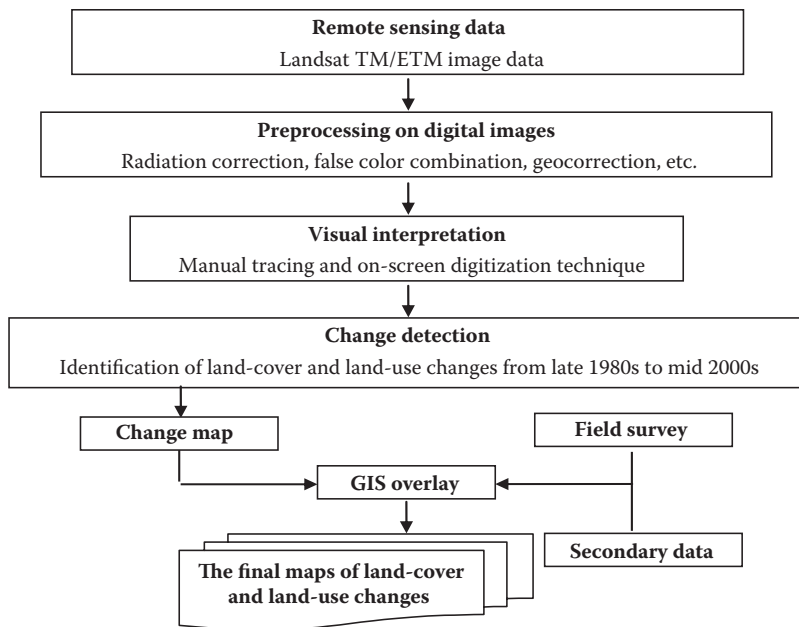 Remote sensing data
Landsat TM/ETM image data
Preprocessing on digital images
Radiation correction, false color combination, geocorrection, etc.
Visual interpretation
Manual tracing and on-screen digitization technique
Change detection
Identification of land-cover and land-use changes from late 1980s to mid 2000s
Change map
Field survey
GIS overlay
Secondary data
The final maps of land-cover
and land-use changes